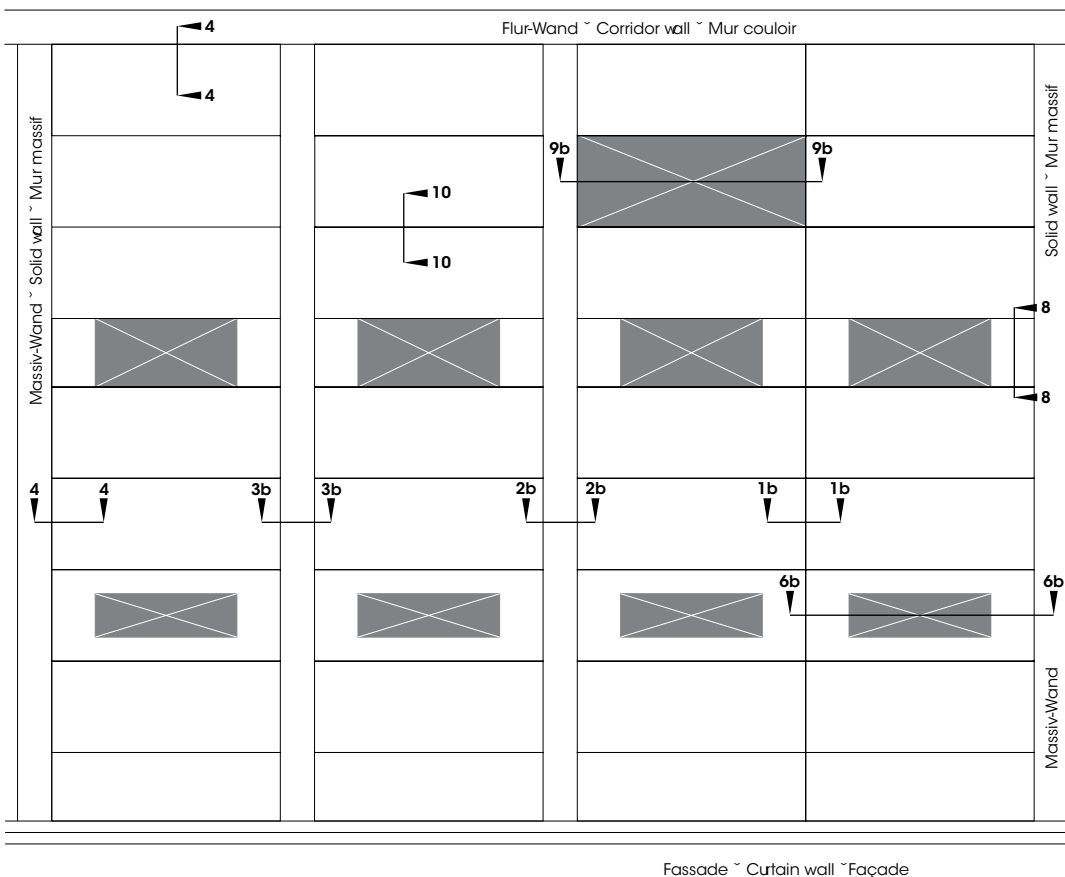 4
Flur-Wand ˇ Corridor wall ˇ Mur couloir
4
Massiv-Wand ˇ Solid wall ˇ Mur massif
Solid wall ˇ Mur massif
9b 9b
10
10
8
8
4 4 3b 3b 2b 2b 1b 1b
6b 6b
Massiv-Wand
Fassade ˇ Curtain wall ˇ Façade